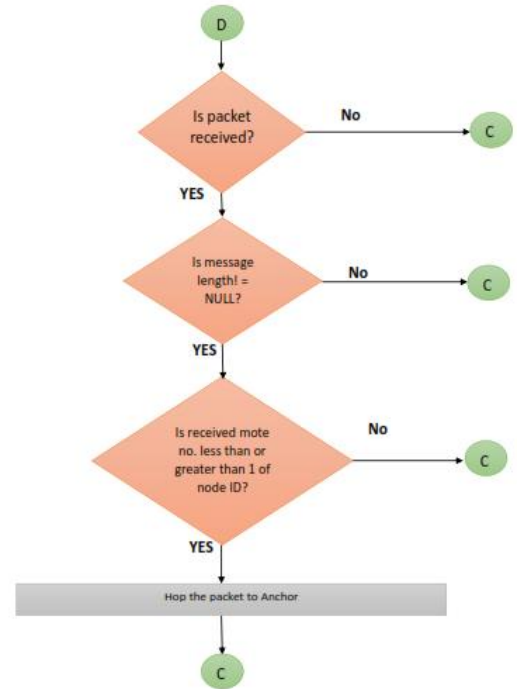 D
Is packet
received?
No
C
YES
Is message
length! =
NULL?
No
C
YES
Is received mote
no. less than or
greater than 1 of
node ID?
No
C
YES
Hop the packet to Anchor
C